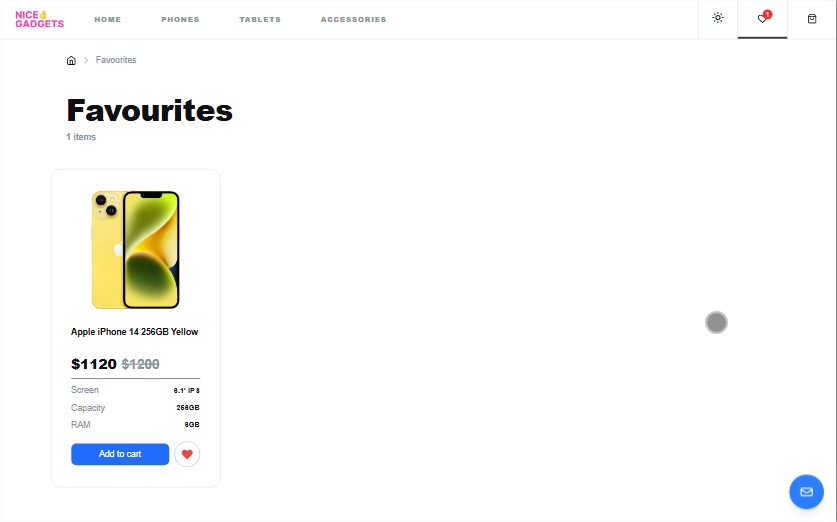 NICE
GADGETS
HOME
PHONES
TABLETS
ACCESSORIES
1
Favourites
Favourites
1 items
Apple iPhone 14 256GB Yellow
$1120 $1200
Screen 6.1' IPS
Capacity 256GB
RAM 6GB
Add to cart